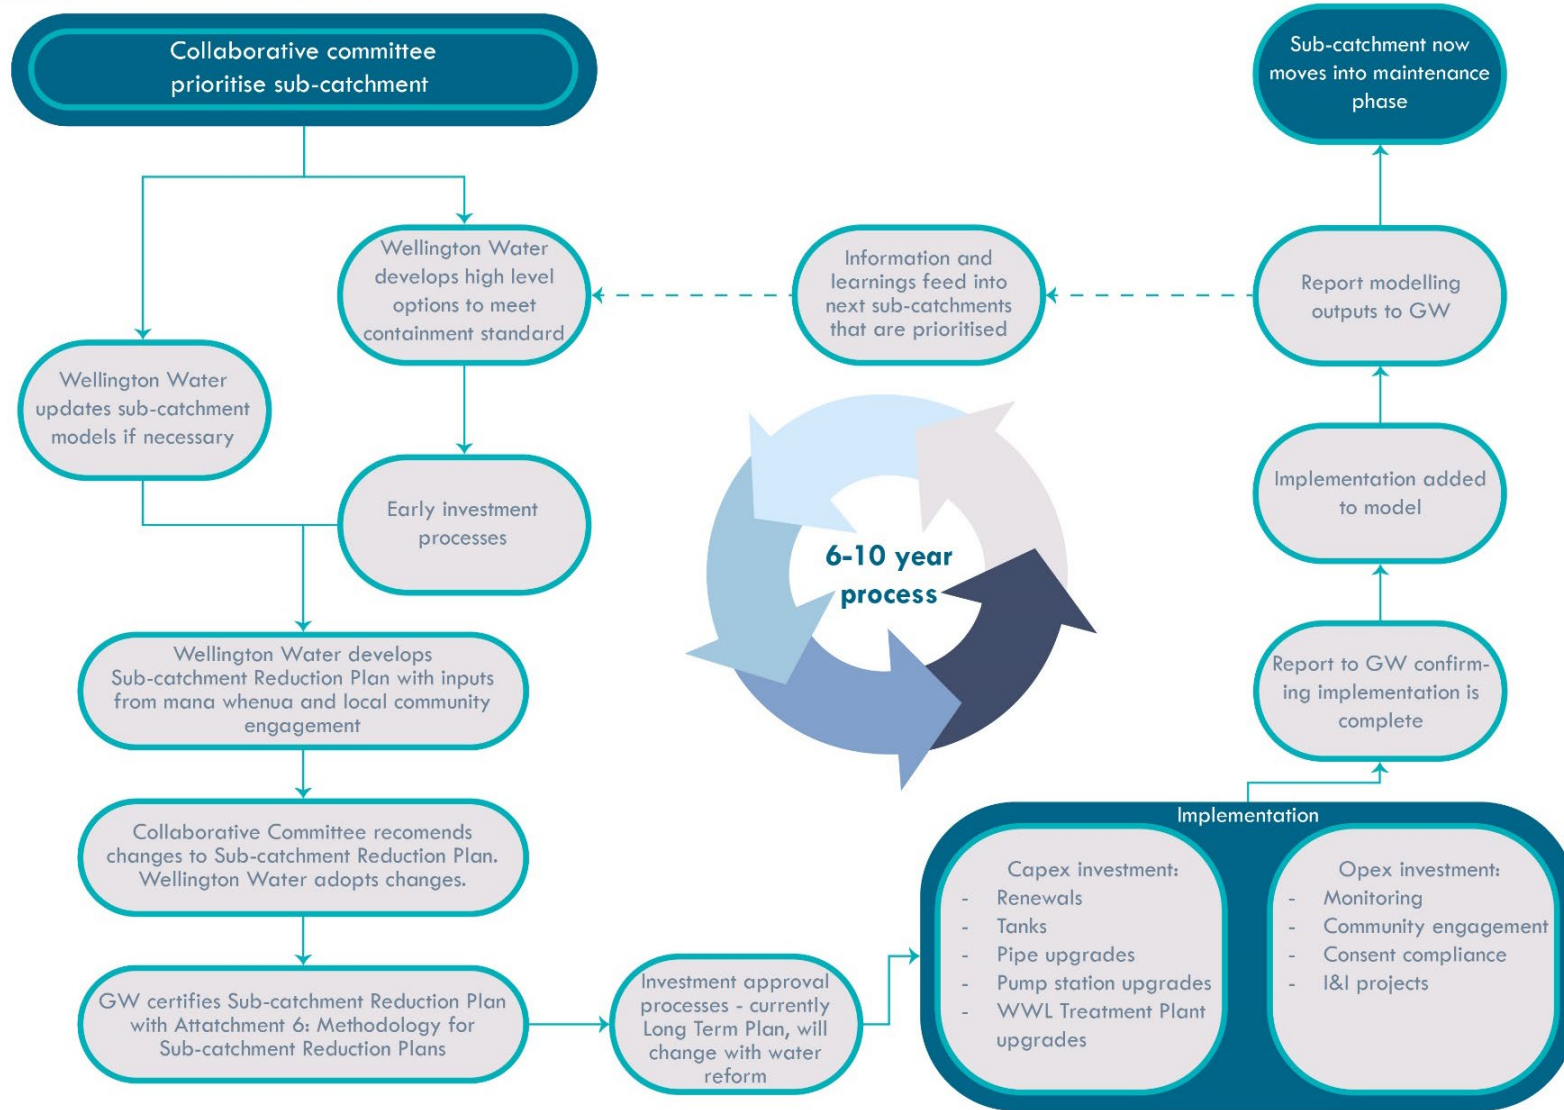 Collaborative committee
prioritise sub-catchment
Sub-catchment now
moves into maintenance
phase
Wellington Water
develops high level
options to meet
containment standard
Information and
learnings feed into
next sub-catchments
that are prioritised
Report modelling
outputs to GW
Wellington Water
updates sub-catchment
models if necessary
Early investment
processes
6-10 year
process
Implementation added
to model
Wellington Water develops
Sub-catchment Reduction Plan with inputs
from mana whenua and local community
engagement
Report to GW confirm-
ing implementation is
complete
Collaborative Committee recomends
changes to Sub-catchment Reduction Plan.
Wellington Water adopts changes.
GW certifies Sub-catchment Reduction Plan
with Attatchment 6: Methodology for
Sub-catchment Reduction Plans
Investment approval
processes - currently
Long Term Plan, will
change with water
reform
Implementation
Capex investment:
- Renewals
- Tanks
- Pipe upgrades
- Pump station upgrades
- WWL Treatment Plant
upgrades
Opex investment:
- Monitoring
- Community engagement
- Consent compliance
- I&I projects